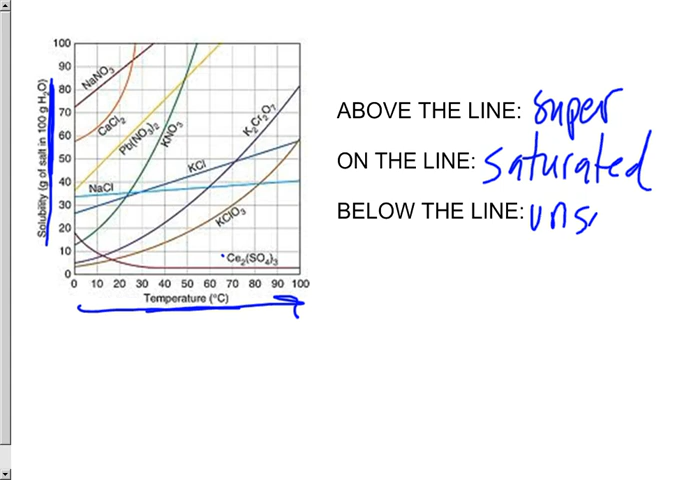 100
90
80
70
60
50
40
30
20
10
0
Solubility (g of salt in 100 g H₂O)
NaNO₃
CaCl₂
Pb(NO₃)₂
KNO₃
K₂Cr₂O₇
KCl
NaCl
KClO₃
Ce₂(SO₄)₃
0 10 20 30 40 50 60 70 80 90 100
Temperature (°C)
ABOVE THE LINE: super
ON THE LINE: saturated
BELOW THE LINE: uns